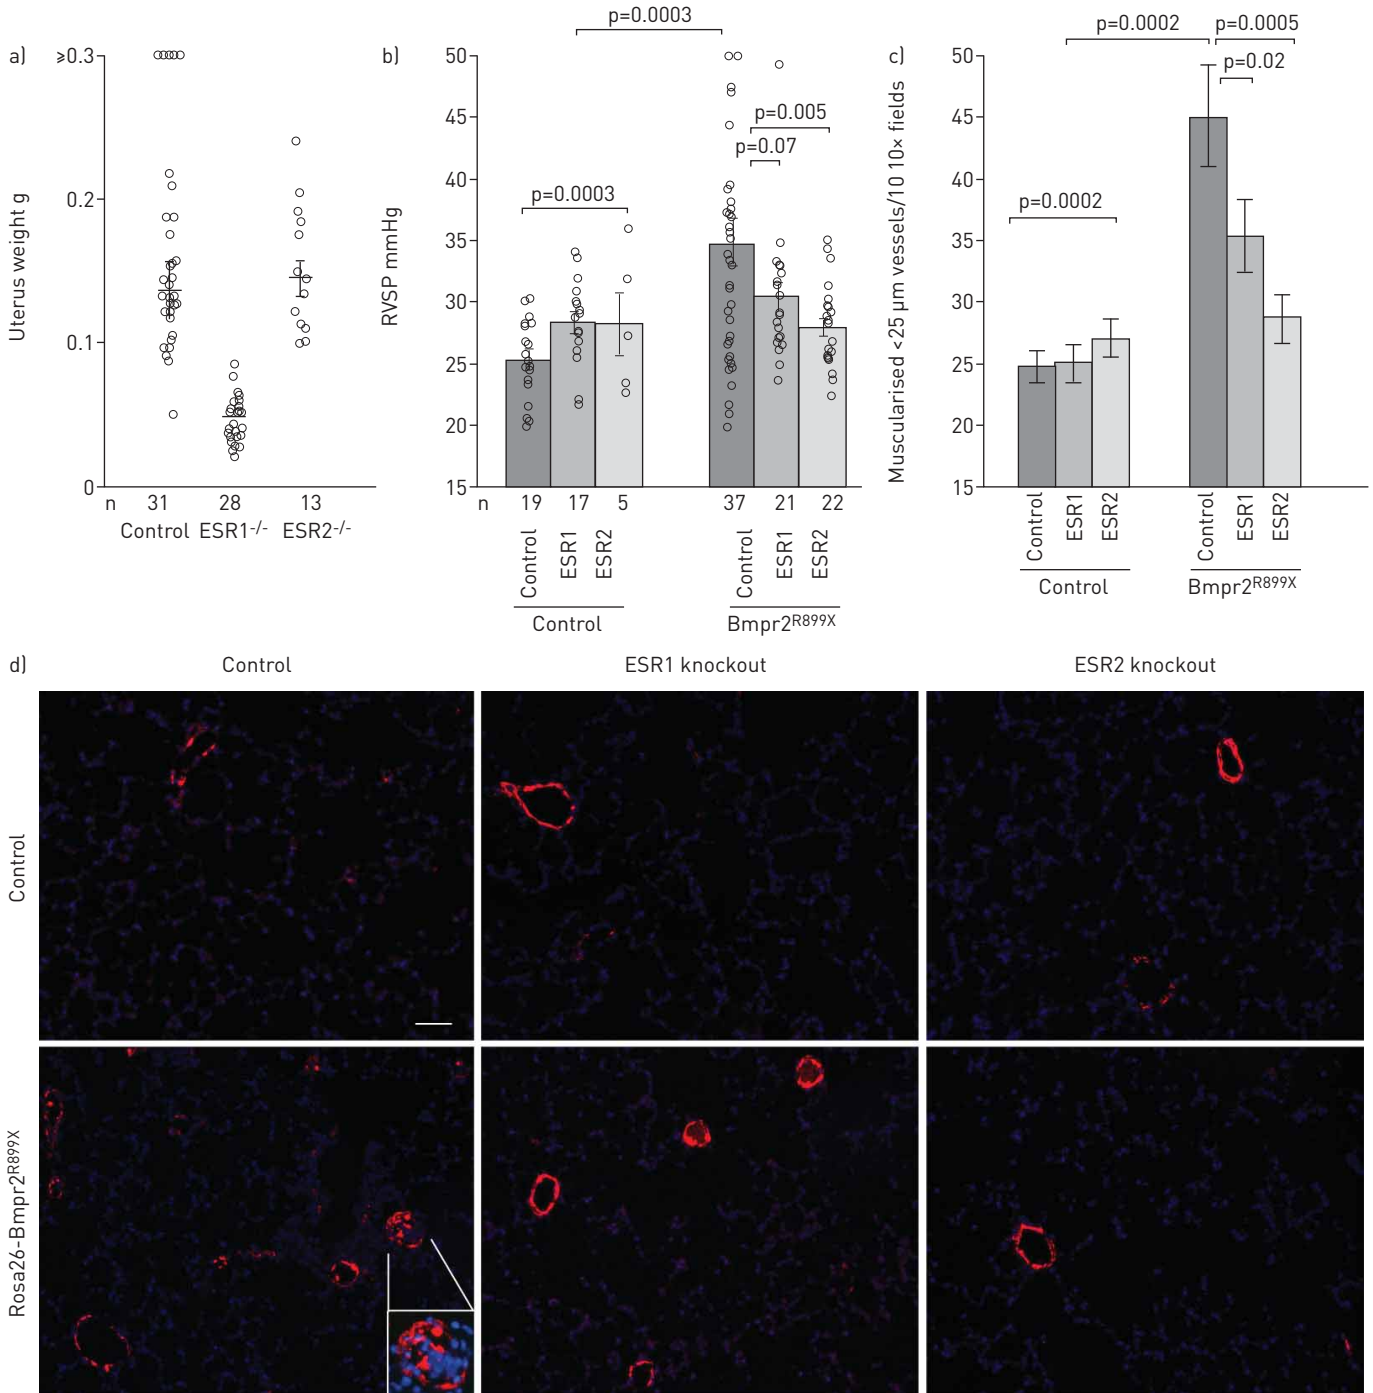 a)
Uterus weight g
⩾0.3
0.2
0.1
0
n 31 28 13
Control ESR1-/- ESR2-/-
b)
RVSP mmHg
50
45
40
35
30
25
20
15
p=0.0003
p=0.0003
p=0.005
p=0.07
n 19 17 5 37 21 22
Control ESR1 ESR2 Control ESR1 ESR2
Control Bmpr2R899X
c)
Muscularised <25 µm vessels/10 10× fields
50
45
40
35
30
25
20
15
p=0.0002 p=0.0005
p=0.02
p=0.0002
Control ESR1 ESR2 Control ESR1 ESR2
Control Bmpr2R899X
d)
Control ESR1 knockout ESR2 knockout
Control
Rosa26-Bmpr2R899X